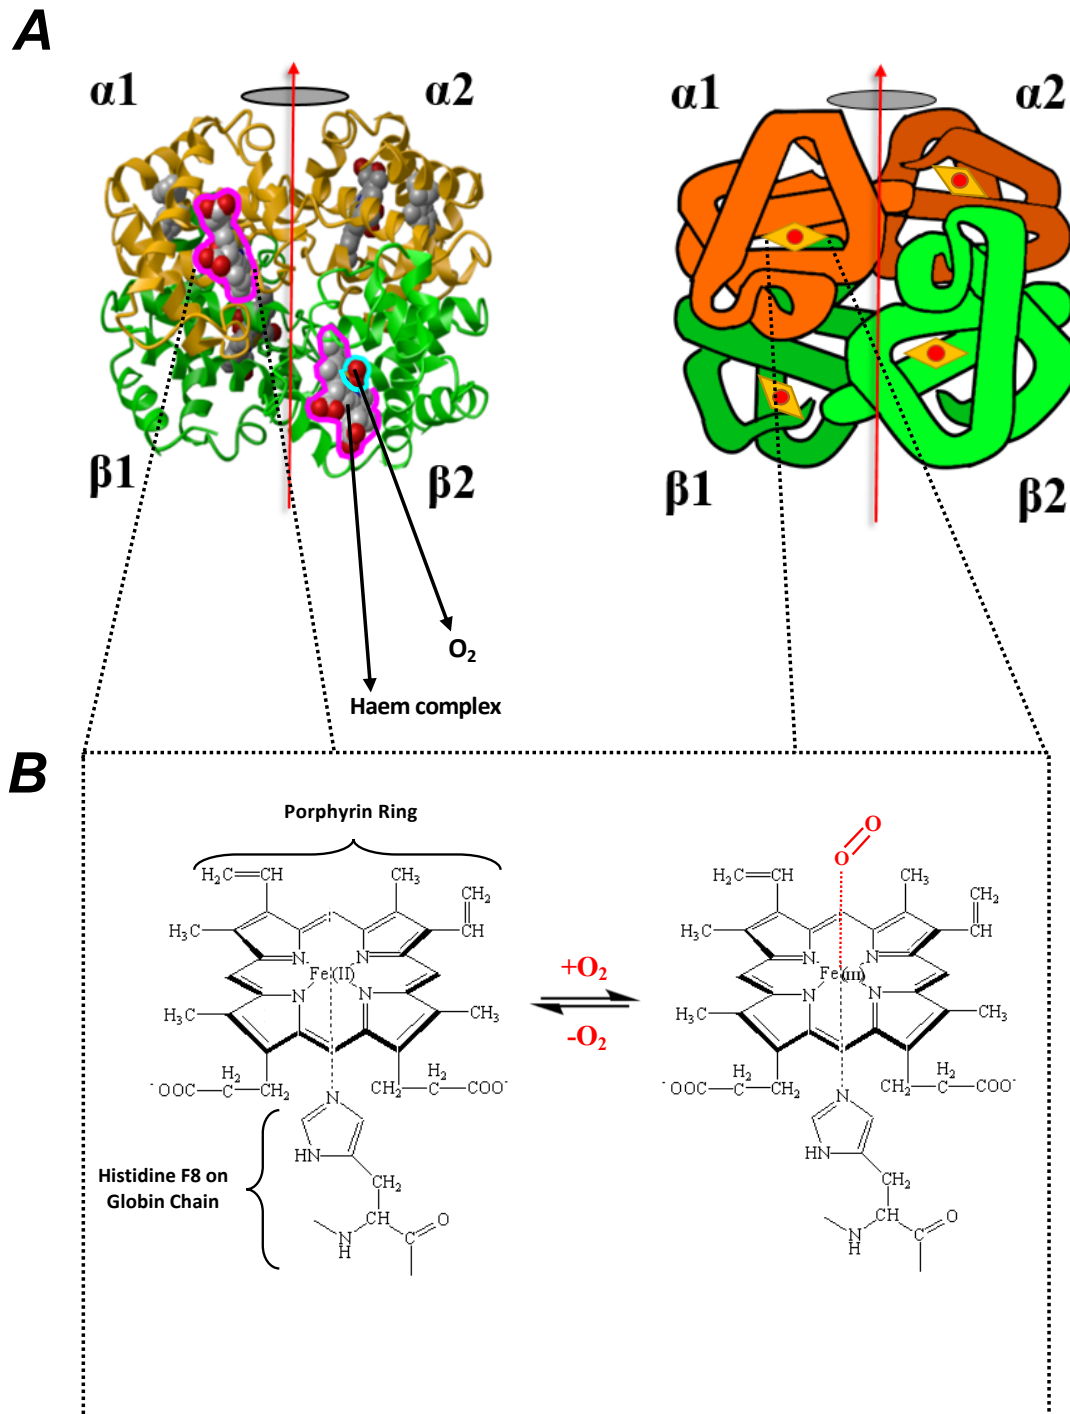 A
α1
α2
α1
α2
β1
β2
β1
β2
O₂
Haem complex
B
Porphyrin Ring
H₂C
CH
CH₃
CH₂
CH
H₃C
N
N
Fe(II)
N
N
H₃C
CH₃
⁻OOC
H₂
C
CH₂
CH₂
H₂
C
COO⁻
N
HN
CH₂
CH
N
H
C
O
Histidine F8 on
Globin Chain
+O₂
-O₂
O
O
H₂C
CH
CH₃
CH₂
CH
H₃C
N
N
Fe(III)
N
N
H₃C
CH₃
⁻OOC
H₂
C
CH₂
CH₂
H₂
C
COO⁻
N
HN
CH₂
CH
N
H
C
O